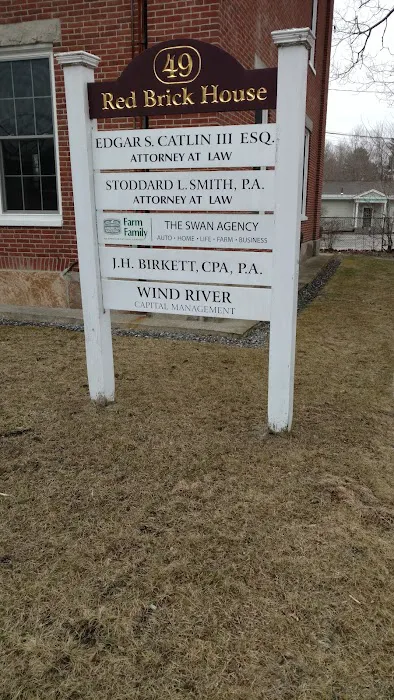 49
Red Brick House
EDGAR S. CATLIN III ESQ.
ATTORNEY AT LAW
STODDARD L. SMITH, P.A.
ATTORNEY AT LAW
Farm Family
THE SWAN AGENCY
AUTO · HOME · LIFE · FARM · BUSINESS
J.H. BIRKETT, CPA, P.A.
WIND RIVER
CAPITAL MANAGEMENT